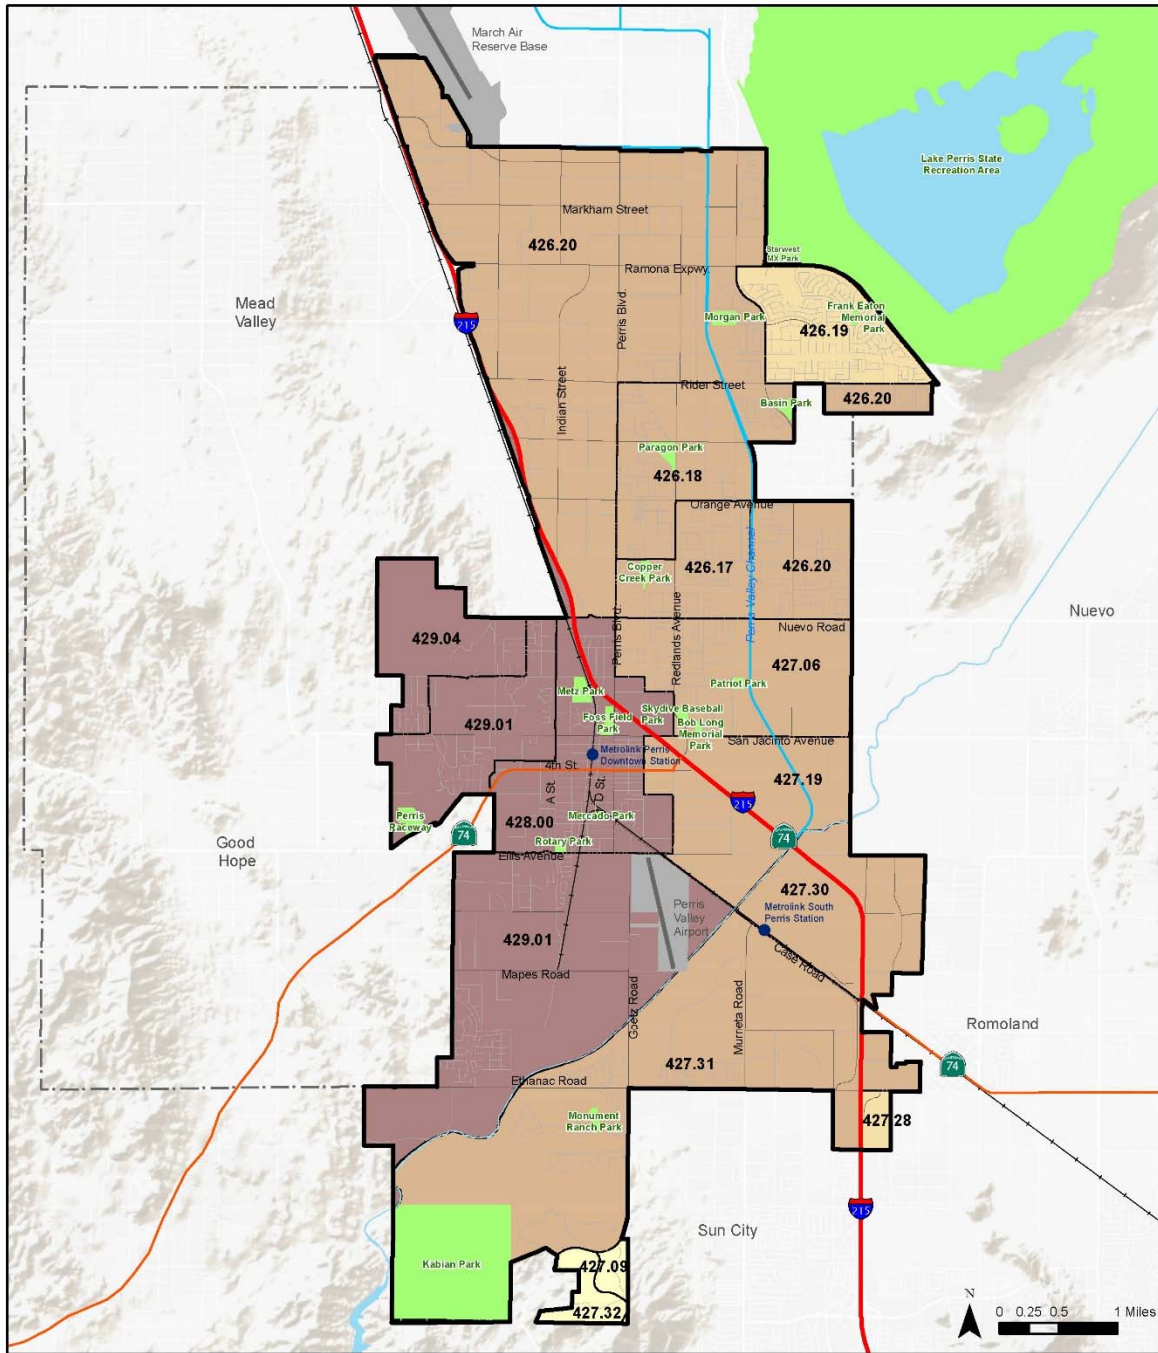 March Air
Reserve Base
Lake Perris State
Recreation Area
Markham Street
426.20
Starwest
MX Park
Ramona Expwy.
Mead
Valley
Perris Blvd.
Frank Eaton
Memorial
Park
Morgan Park
426.19
215
Rider Street
Indian Street
426.20
Basin Park
Paragon Park
426.18
Orange Avenue
Perris Valley Channel
Copper
Creek Park
426.17
426.20
Nuevo
Perris Blvd.
Redlands Avenue
Nuevo Road
429.04
427.06
Metz Park
Patriot Park
429.01
Foss Field
Park
Skydive Baseball
Park
Bob Long
Memorial
Park
San Jacinto Avenue
Metrolink Perris
Downtown Station
4th St.
427.19
A St.
D St.
215
Perris
Raceway
428.00
Mercado Park
74
74
Good
Hope
Rotary Park
Ellis Avenue
427.30
Metrolink South
Perris Station
Perris
Valley
Airport
429.01
Case Road
Mapes Road
Goetz Road
Murrieta Road
Romoland
427.31
74
Ethanac Road
Monument
Ranch Park
427.28
215
Sun City
Kabian Park
427.09
427.32
N
0 0.25 0.5 1 Miles